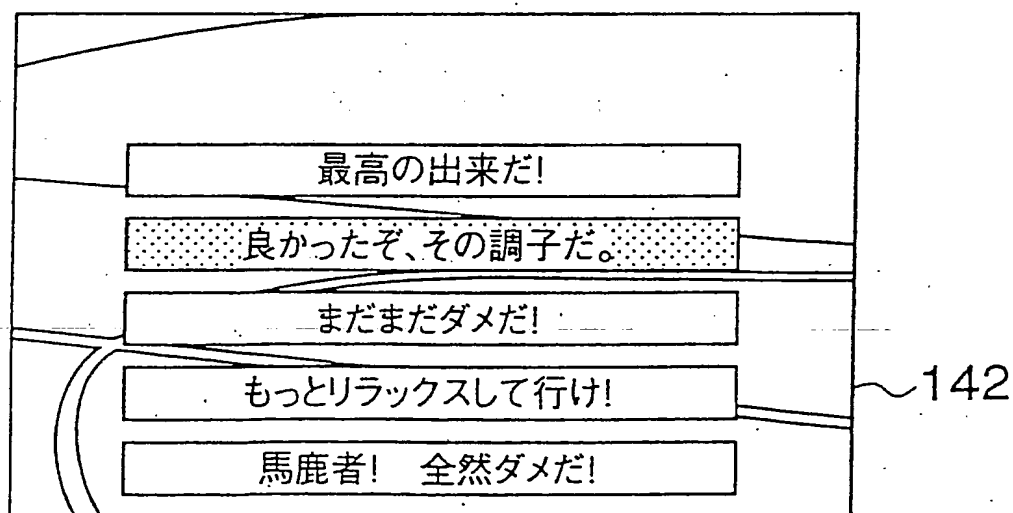 最高の出来だ!
良かったぞ、その調子だ。
まだまだダメだ!
もっとリラックスして行け!
142
馬鹿者!　全然ダメだ!